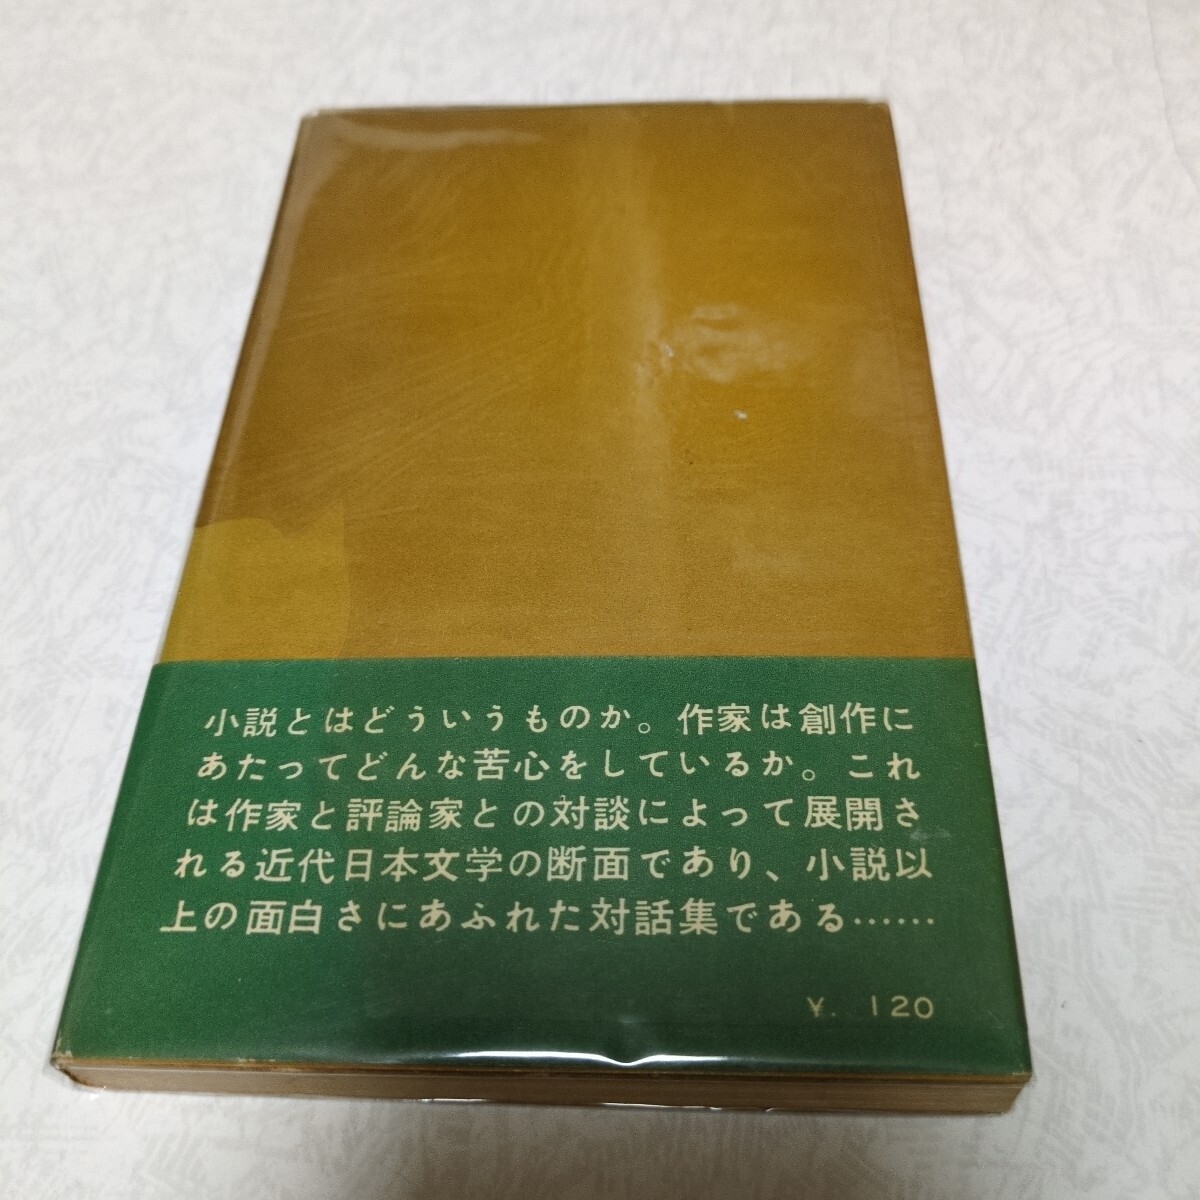 小説とはどういうものか。作家は創作に
あたってどんな苦心をしているか。これ
は作家と評論家との対談によって展開さ
れる近代日本文学の断面であり、小説以
上の面白さにあふれた対話集である……
¥. 120